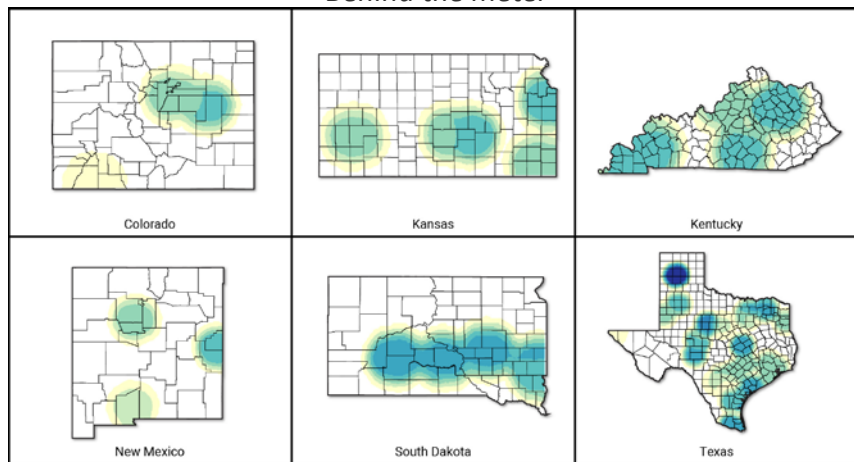 Behind the meter
Colorado
Kansas
Kentucky
New Mexico
South Dakota
Texas